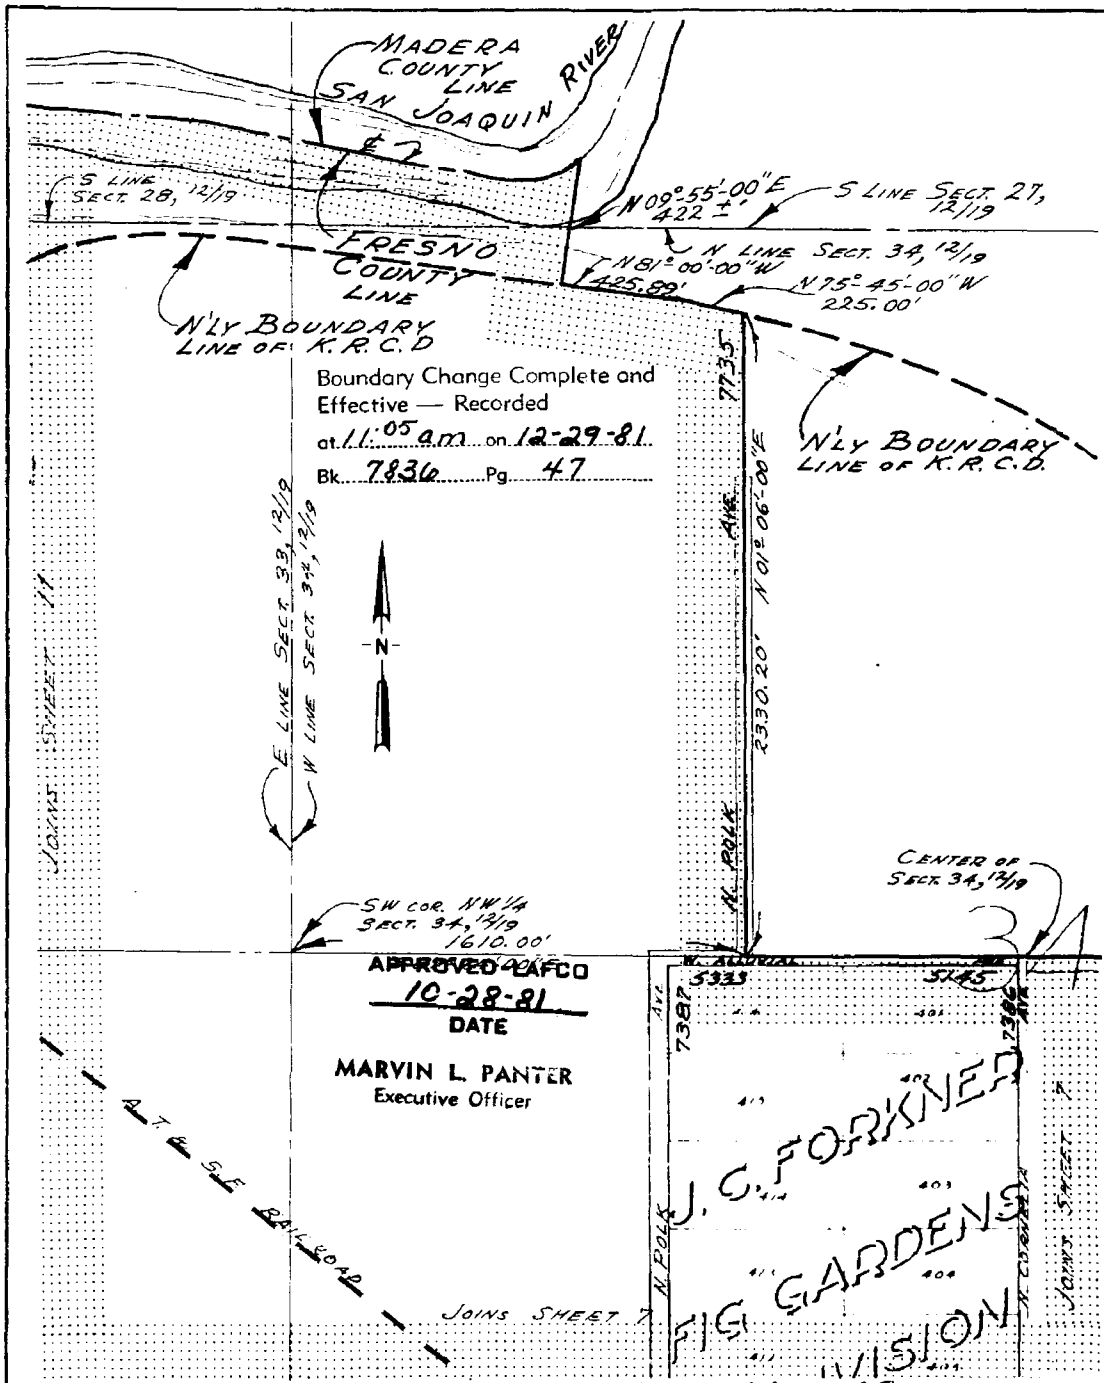 MADERA
COUNTY
LINE
SAN JOAQUIN RIVER
℄
S LINE
SECT. 28, 12/19
N 09°-55'-00" E
422 ±'
S LINE SECT. 27,
12/19
N LINE SECT. 34, 12/19
FRESNO
COUNTY
LINE
N 81°-00'-00" W
425.89'
N 75°-45'-00" W
225.00'
N'LY BOUNDARY
LINE OF K.R.C.D
Boundary Change Complete and
Effective — Recorded
at 11:05 am on 12-29-81
Bk. 7836 Pg. 47
N'LY BOUNDARY
LINE OF K.R.C.D.
7735
AVE.
N. POLK
N 01°-06'-00" E
2330.20'
E LINE SECT. 33, 12/19
W LINE SECT. 34, 12/19
N
JOINS SHEET 11
CENTER OF
SECT. 34, 12/19
SW COR. NW 1/4
SECT. 34, 12/19
1610.00'
34
APPROVED LAFCO
10-28-81
DATE
MARVIN L. PANTER
Executive Officer
W. ALLUVIAL AVE
5333 5145
AVE.
7387
7386
AVE
401
402
415
J. C. FORKNER
414
403
FIG GARDENS
404
N. POLK
N. CORNELIA
JOINS SHEET 7
A. T. & S. F. RAILROAD
JOINS SHEET 7
VISION